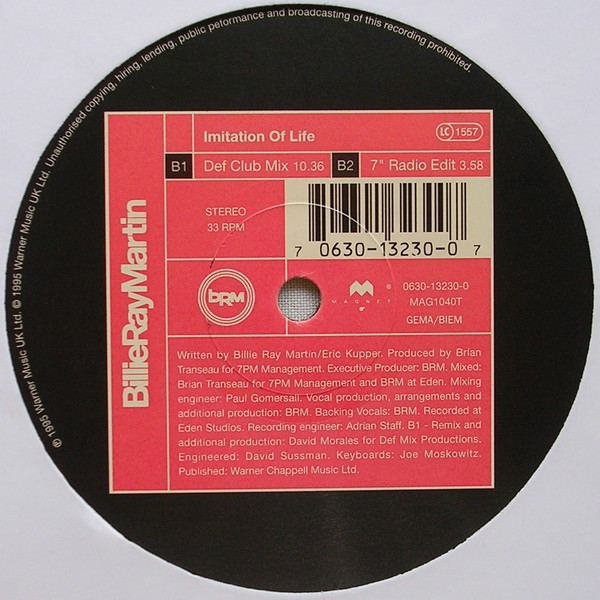 ℗ 1995 Warner Music UK Ltd. © 1995 Warner Music UK Ltd. Unauthorised copying, hiring, lending, public peformance and broadcasting of this recording prohibited.
BillieRayMartin
Imitation Of Life
LC 1557
B1 Def Club Mix 10.36 B2 7" Radio Edit 3.58
STEREO
33 RPM
7 0630-13230-0 7
BRM
MAGNET
®
0630-13230-0
MAG1040T
GEMA/BIEM
Written by Billie Ray Martin/Eric Kupper. Produced by Brian
Transeau for 7PM Management. Executive Producer: BRM. Mixed:
Brian Transeau for 7PM Management and BRM at Eden. Mixing
engineer: Paul Gomersall. Vocal production, arrangements and
additional production: BRM. Backing Vocals: BRM. Recorded at
Eden Studios. Recording engineer: Adrian Staff. B1 - Remix and
additional production: David Morales for Def Mix Productions.
Engineered: David Sussman. Keyboards: Joe Moskowitz.
Published: Warner Chappell Music Ltd.